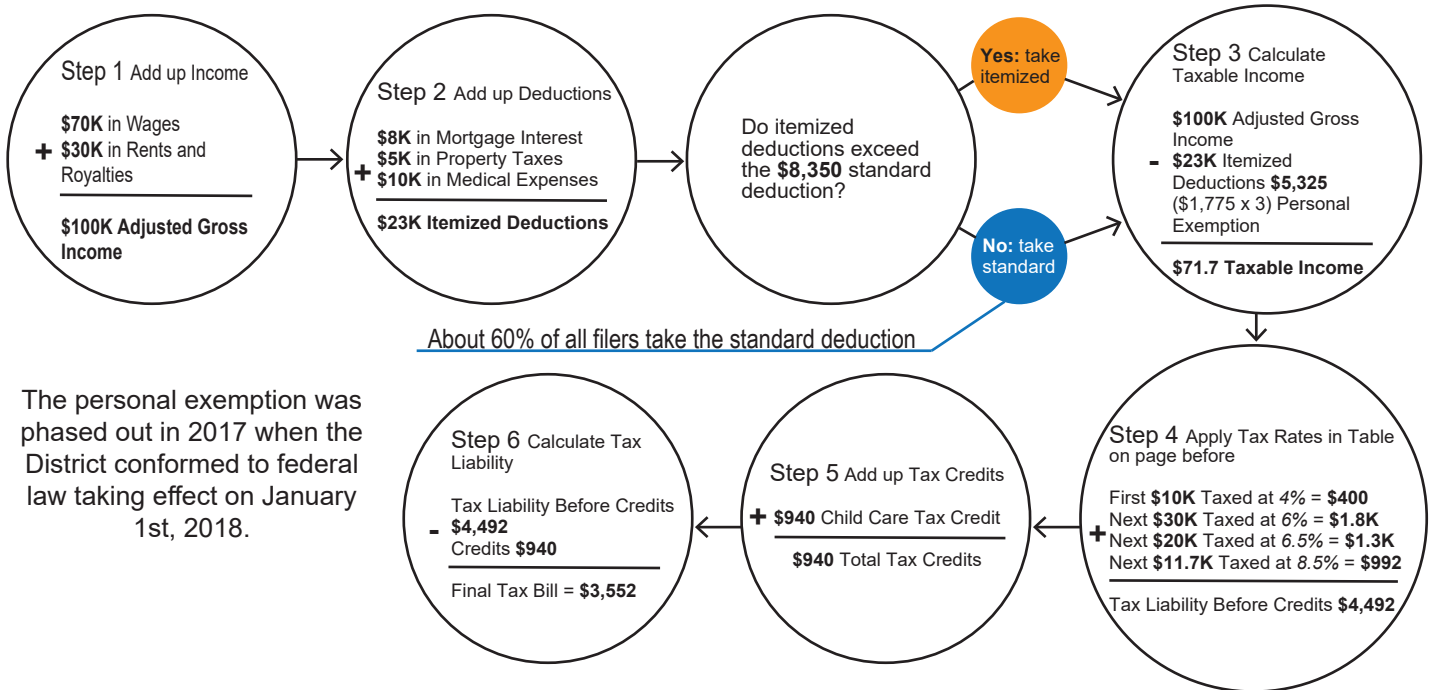 Step 1 Add up Income
$70K in Wages
+ $30K in Rents and
Royalties
$100K Adjusted Gross
Income
Step 2 Add up Deductions
$8K in Mortgage Interest
$5K in Property Taxes
+ $10K in Medical Expenses
$23K Itemized Deductions
Do itemized
deductions exceed
the $8,350 standard
deduction?
Yes: take
itemized
No: take
standard
About 60% of all filers take the standard deduction
Step 3 Calculate
Taxable Income
$100K Adjusted Gross
Income
- $23K Itemized
Deductions $5,325
($1,775 x 3) Personal
Exemption
$71.7 Taxable Income
Step 4 Apply Tax Rates in Table
on page before
First $10K Taxed at 4% = $400
Next $30K Taxed at 6% = $1.8K
+ Next $20K Taxed at 6.5% = $1.3K
Next $11.7K Taxed at 8.5% = $992
Tax Liability Before Credits $4,492
Step 5 Add up Tax Credits
+ $940 Child Care Tax Credit
$940 Total Tax Credits
Step 6 Calculate Tax
Liability
Tax Liability Before Credits
- $4,492
Credits $940
Final Tax Bill = $3,552
The personal exemption was
phased out in 2017 when the
District conformed to federal
law taking effect on January
1st, 2018.